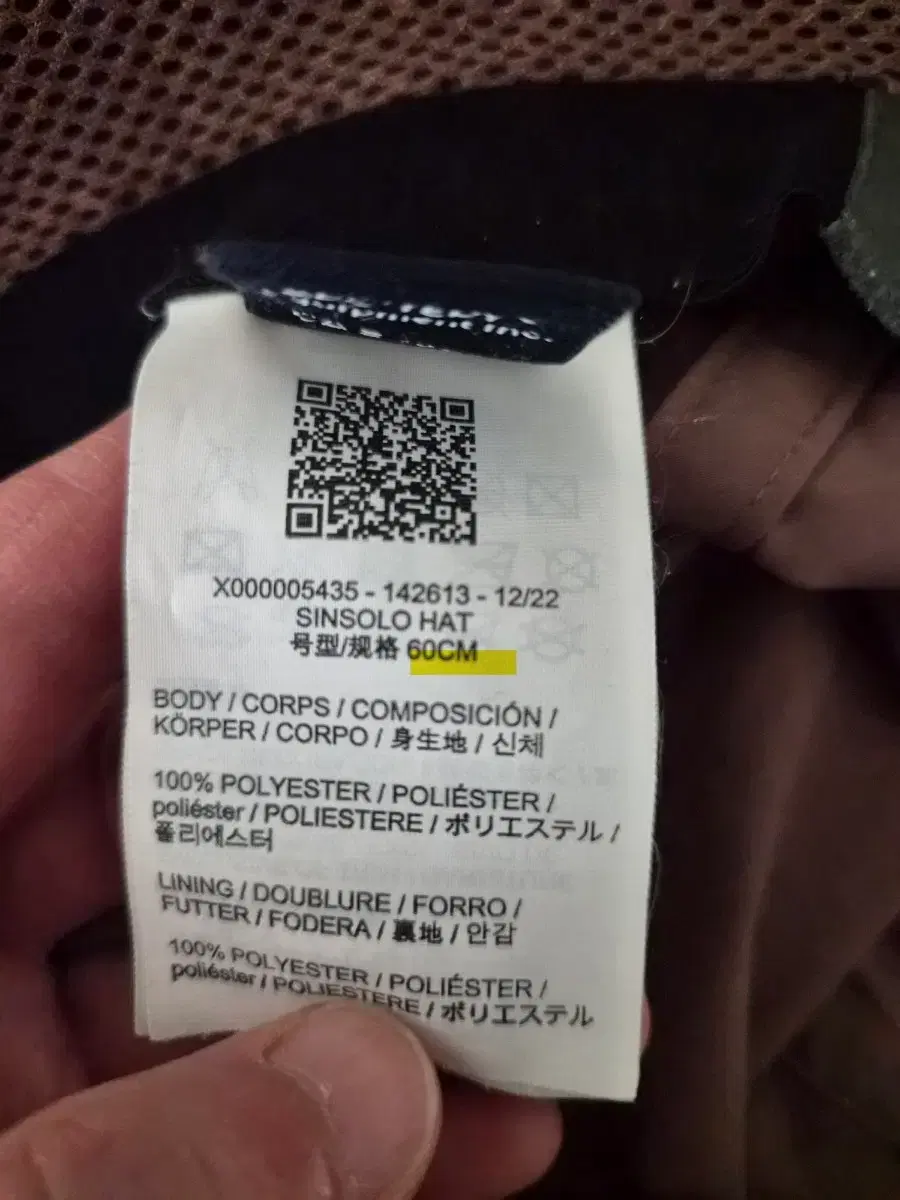 X000005435 - 142613 - 12/22
SINSOLO HAT
号型/规格 60CM
BODY / CORPS / COMPOSICIÓN /
KÖRPER / CORPO / 身生地 / 신체
100% POLYESTER / POLIÉSTER /
poliéster / POLIESTERE / ポリエステル /
폴리에스터
LINING / DOUBLURE / FORRO /
FUTTER / FODERA / 裏地 / 안감
100% POLYESTER / POLIÉSTER /
poliéster / POLIESTERE / ポリエステル